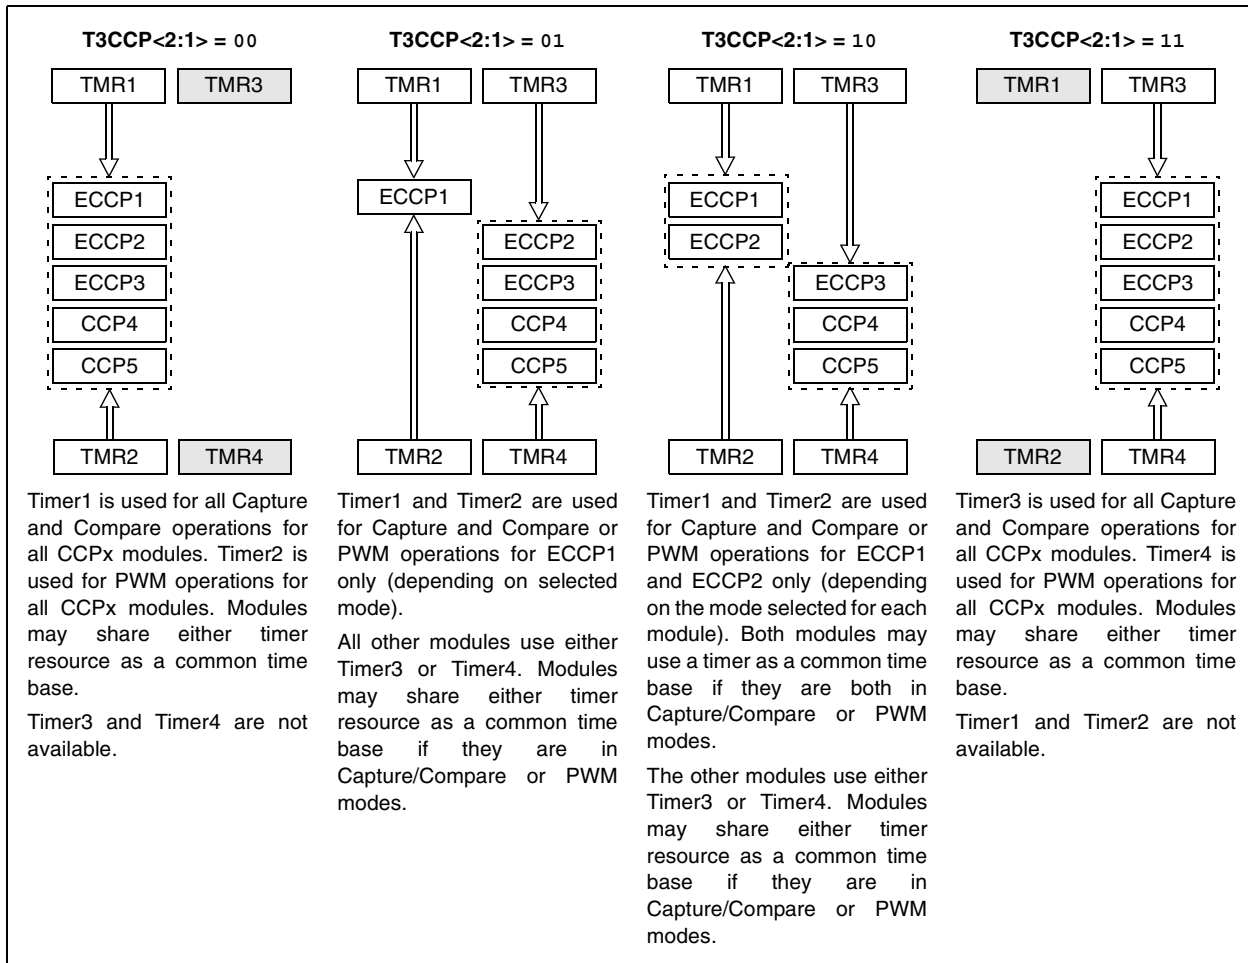 T3CCP<2:1> = 00
TMR1 TMR3
ECCP1
ECCP2
ECCP3
CCP4
CCP5
TMR2 TMR4
Timer1 is used for all Capture
and Compare operations for
all CCPx modules. Timer2 is
used for PWM operations for
all CCPx modules. Modules
may share either timer
resource as a common time
base.
Timer3 and Timer4 are not
available.
T3CCP<2:1> = 01
TMR1 TMR3
ECCP1
ECCP2
ECCP3
CCP4
CCP5
TMR2 TMR4
Timer1 and Timer2 are used
for Capture and Compare or
PWM operations for ECCP1
only (depending on selected
mode).
All other modules use either
Timer3 or Timer4. Modules
may share either timer
resource as a common time
base if they are in
Capture/Compare or PWM
modes.
T3CCP<2:1> = 10
TMR1 TMR3
ECCP1
ECCP2
ECCP3
CCP4
CCP5
TMR2 TMR4
Timer1 and Timer2 are used
for Capture and Compare or
PWM operations for ECCP1
and ECCP2 only (depending
on the mode selected for each
module). Both modules may
use a timer as a common time
base if they are both in
Capture/Compare or PWM
modes.
The other modules use either
Timer3 or Timer4. Modules
may share either timer
resource as a common time
base if they are in
Capture/Compare or PWM
modes.
T3CCP<2:1> = 11
TMR1 TMR3
ECCP1
ECCP2
ECCP3
CCP4
CCP5
TMR2 TMR4
Timer3 is used for all Capture
and Compare operations for
all CCPx modules. Timer4 is
used for PWM operations for
all CCPx modules. Modules
may share either timer
resource as a common time
base.
Timer1 and Timer2 are not
available.